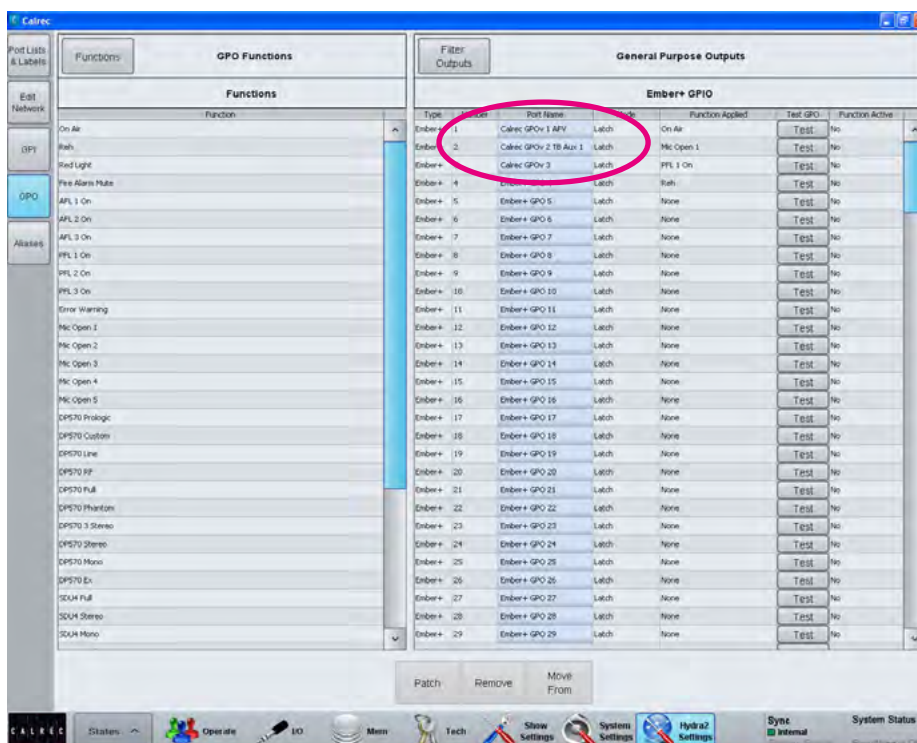 Calrec
Port Lists & Labels
Edit Network
GPI
GPO
Aliases
Functions
GPO Functions
Functions
Function
On Air
Reh
Red Light
Fire Alarm Mute
AFL 1 On
AFL 2 On
AFL 3 On
PFL 1 On
PFL 2 On
PFL 3 On
Error Warning
Mic Open 1
Mic Open 2
Mic Open 3
Mic Open 4
Mic Open 5
DP570 Prologic
DP570 Custom
DP570 Line
DP570 RF
DP570 Full
DP570 Phantom
DP570 3 Stereo
DP570 Stereo
DP570 Mono
DP570 Ex
SDU4 Full
SDU4 Stereo
SDU4 Mono
Filter Outputs
General Purpose Outputs
Ember+ GPIO
Type Number Port Name Mode Function Applied Test GPO Function Active
Ember+ 1 Calrec GPOv 1 APV Latch On Air Test No
Ember+ 2 Calrec GPOv 2 TB Aux 1 Latch Mic Open 1 Test No
Ember+ Calrec GPOv 3 Latch PFL 1 On Test No
Ember+ 4 Latch Reh Test No
Ember+ 5 Ember+ GPO 5 Latch None Test No
Ember+ 6 Ember+ GPO 6 Latch None Test No
Ember+ 7 Ember+ GPO 7 Latch None Test No
Ember+ 8 Ember+ GPO 8 Latch None Test No
Ember+ 9 Ember+ GPO 9 Latch None Test No
Ember+ 10 Ember+ GPO 10 Latch None Test No
Ember+ 11 Ember+ GPO 11 Latch None Test No
Ember+ 12 Ember+ GPO 12 Latch None Test No
Ember+ 13 Ember+ GPO 13 Latch None Test No
Ember+ 14 Ember+ GPO 14 Latch None Test No
Ember+ 15 Ember+ GPO 15 Latch None Test No
Ember+ 16 Ember+ GPO 16 Latch None Test No
Ember+ 17 Ember+ GPO 17 Latch None Test No
Ember+ 18 Ember+ GPO 18 Latch None Test No
Ember+ 19 Ember+ GPO 19 Latch None Test No
Ember+ 20 Ember+ GPO 20 Latch None Test No
Ember+ 21 Ember+ GPO 21 Latch None Test No
Ember+ 22 Ember+ GPO 22 Latch None Test No
Ember+ 23 Ember+ GPO 23 Latch None Test No
Ember+ 24 Ember+ GPO 24 Latch None Test No
Ember+ 25 Ember+ GPO 25 Latch None Test No
Ember+ 26 Ember+ GPO 26 Latch None Test No
Ember+ 27 Ember+ GPO 27 Latch None Test No
Ember+ 28 Ember+ GPO 28 Latch None Test No
Ember+ 29 Ember+ GPO 29 Latch None Test No
Patch
Remove
Move From
CALREC
States
Operate
I/O
Mem
Tech
Show Settings
System Settings
Hydra2 Settings
Sync
Internal
System Status